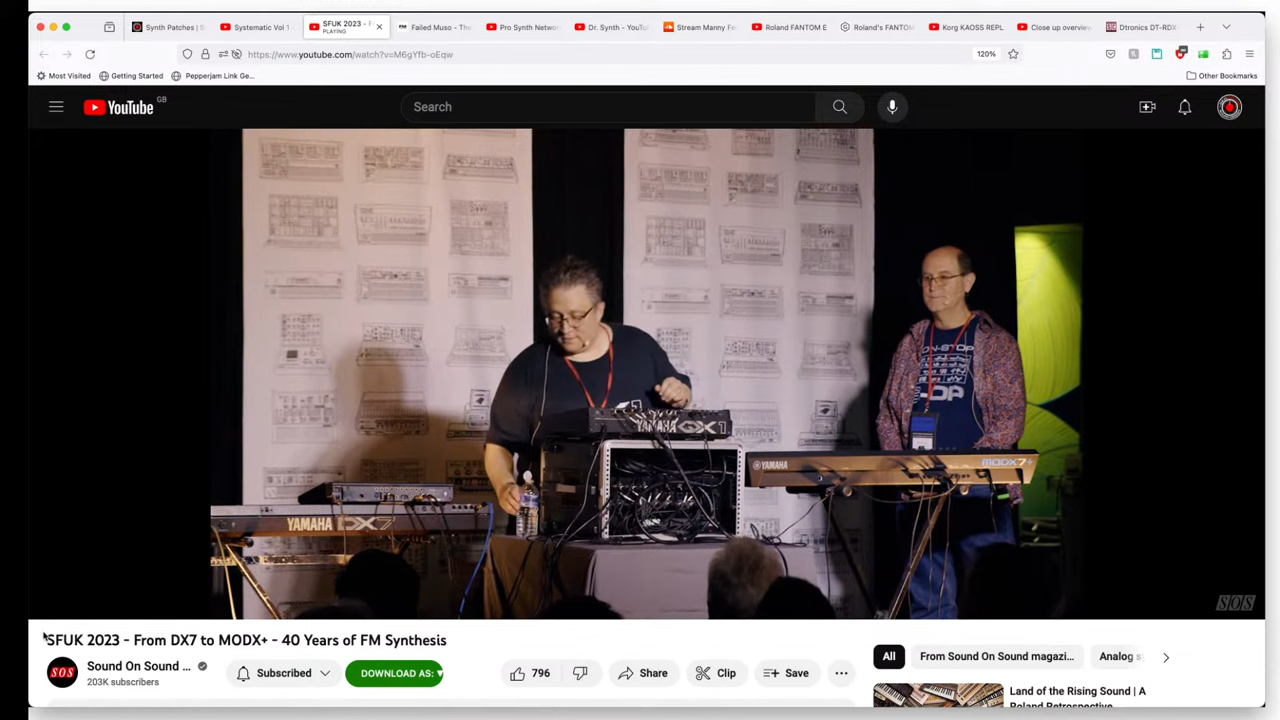 Synth Patches | S
Systematic Vol 1 -
SFUK 2023 - F
PLAYING
Failed Muso - The
Pro Synth Networ
Dr. Synth - YouTu
Stream Manny Fe
Roland FANTOM E
Roland's FANTOM
Korg KAOSS REPL
Close up overview
Dtronics DT-RDX
https://www.youtube.com/watch?v=M6gYfb-oEqw
120%
Most Visited
Getting Started
Pepperjam Link Ge...
Other Bookmarks
YouTube GB
Search
YAMAHA DX7
YAMAHA GX1
YAMAHA
MODX7+
SOS
SFUK 2023 - From DX7 to MODX+ - 40 Years of FM Synthesis
SOS
Sound On Sound ...
203K subscribers
Subscribed
DOWNLOAD AS: ▼
796
Share
Clip
Save
All
From Sound On Sound magazi...
Analog s
Land of the Rising Sound | A
Roland Retrospective